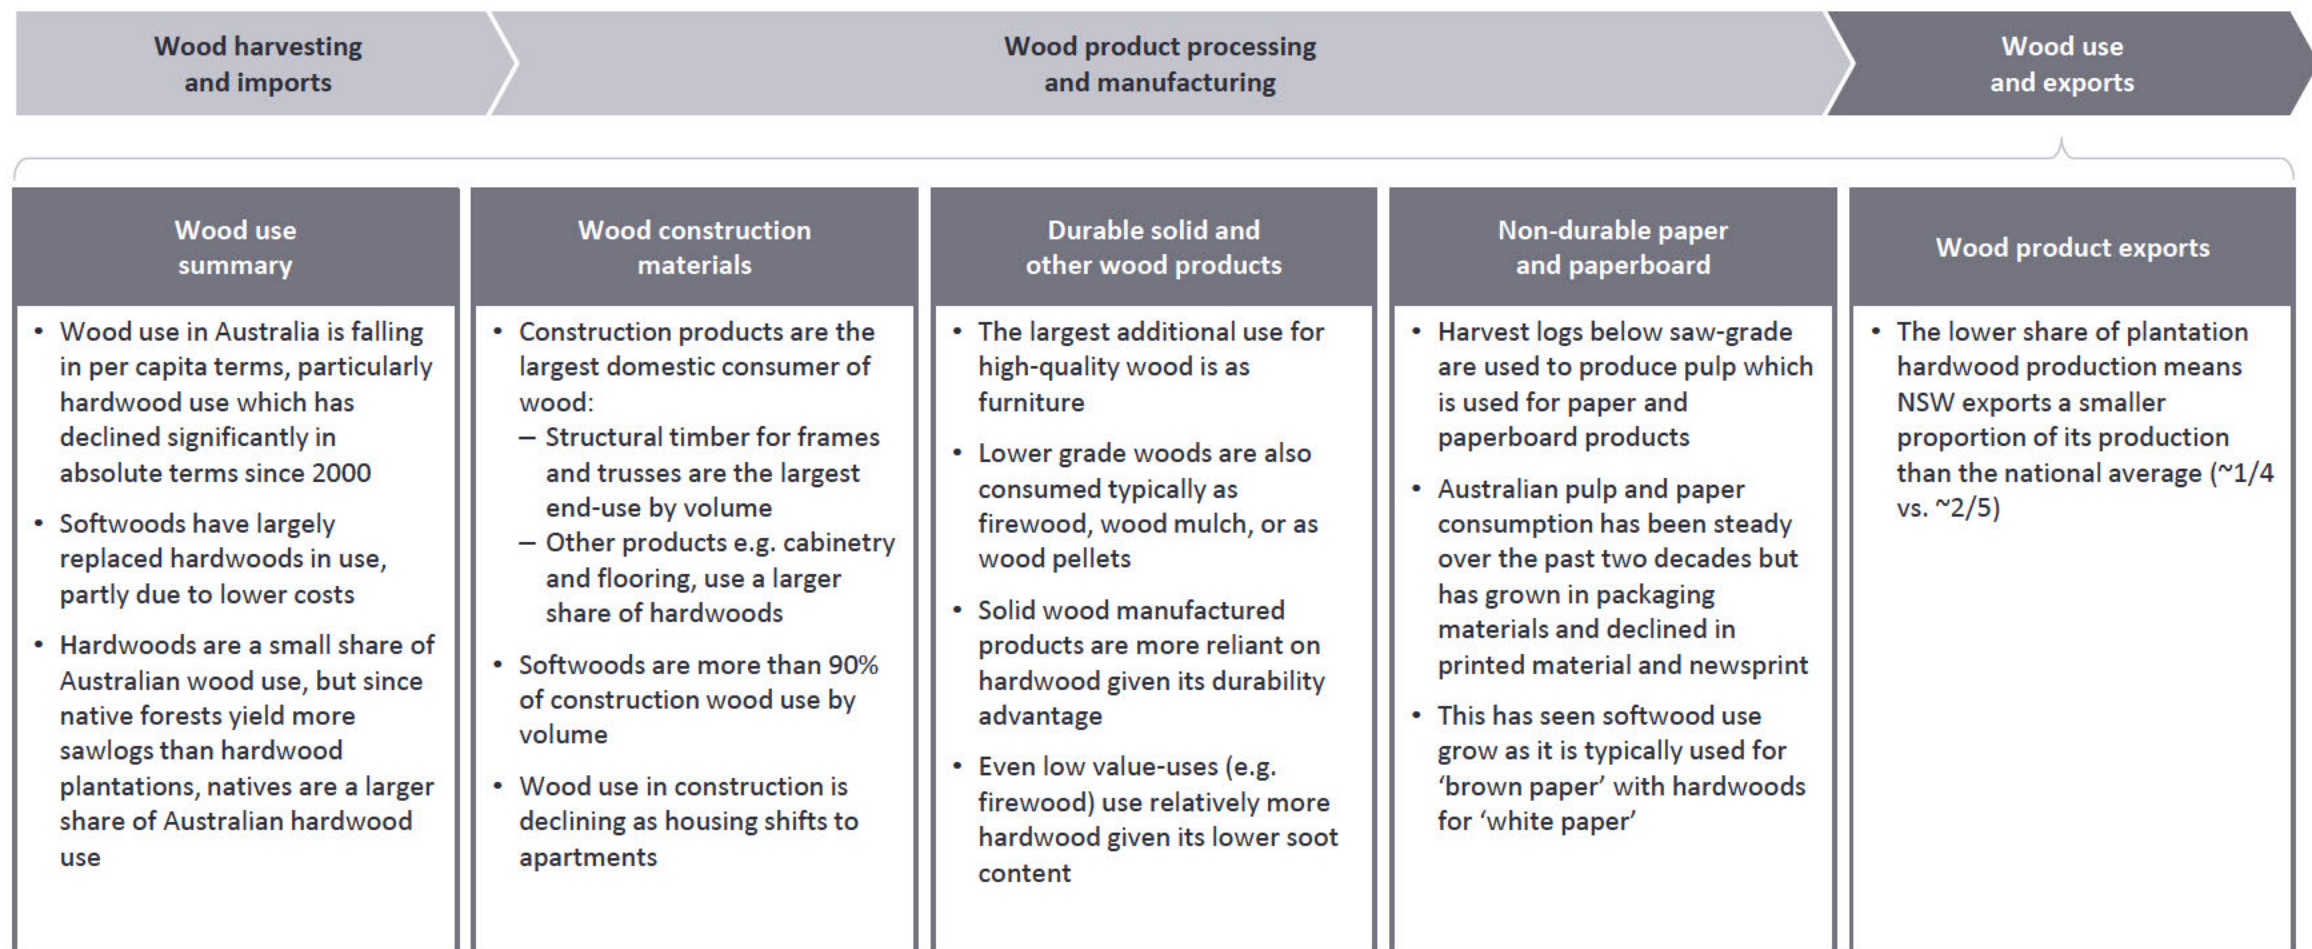 Wood harvesting
and imports
Wood product processing
and manufacturing
Wood use
and exports
Wood use
summary
• Wood use in Australia is falling
in per capita terms, particularly
hardwood use which has
declined significantly in
absolute terms since 2000
• Softwoods have largely
replaced hardwoods in use,
partly due to lower costs
• Hardwoods are a small share of
Australian wood use, but since
native forests yield more
sawlogs than hardwood
plantations, natives are a larger
share of Australian hardwood
use
Wood construction
materials
• Construction products are the
largest domestic consumer of
wood:
– Structural timber for frames
and trusses are the largest
end-use by volume
– Other products e.g. cabinetry
and flooring, use a larger
share of hardwoods
• Softwoods are more than 90%
of construction wood use by
volume
• Wood use in construction is
declining as housing shifts to
apartments
Durable solid and
other wood products
• The largest additional use for
high-quality wood is as
furniture
• Lower grade woods are also
consumed typically as
firewood, wood mulch, or as
wood pellets
• Solid wood manufactured
products are more reliant on
hardwood given its durability
advantage
• Even low value-uses (e.g.
firewood) use relatively more
hardwood given its lower soot
content
Non-durable paper
and paperboard
• Harvest logs below saw-grade
are used to produce pulp which
is used for paper and
paperboard products
• Australian pulp and paper
consumption has been steady
over the past two decades but
has grown in packaging
materials and declined in
printed material and newsprint
• This has seen softwood use
grow as it is typically used for
‘brown paper’ with hardwoods
for ‘white paper’
Wood product exports
• The lower share of plantation
hardwood production means
NSW exports a smaller
proportion of its production
than the national average (~1/4
vs. ~2/5)